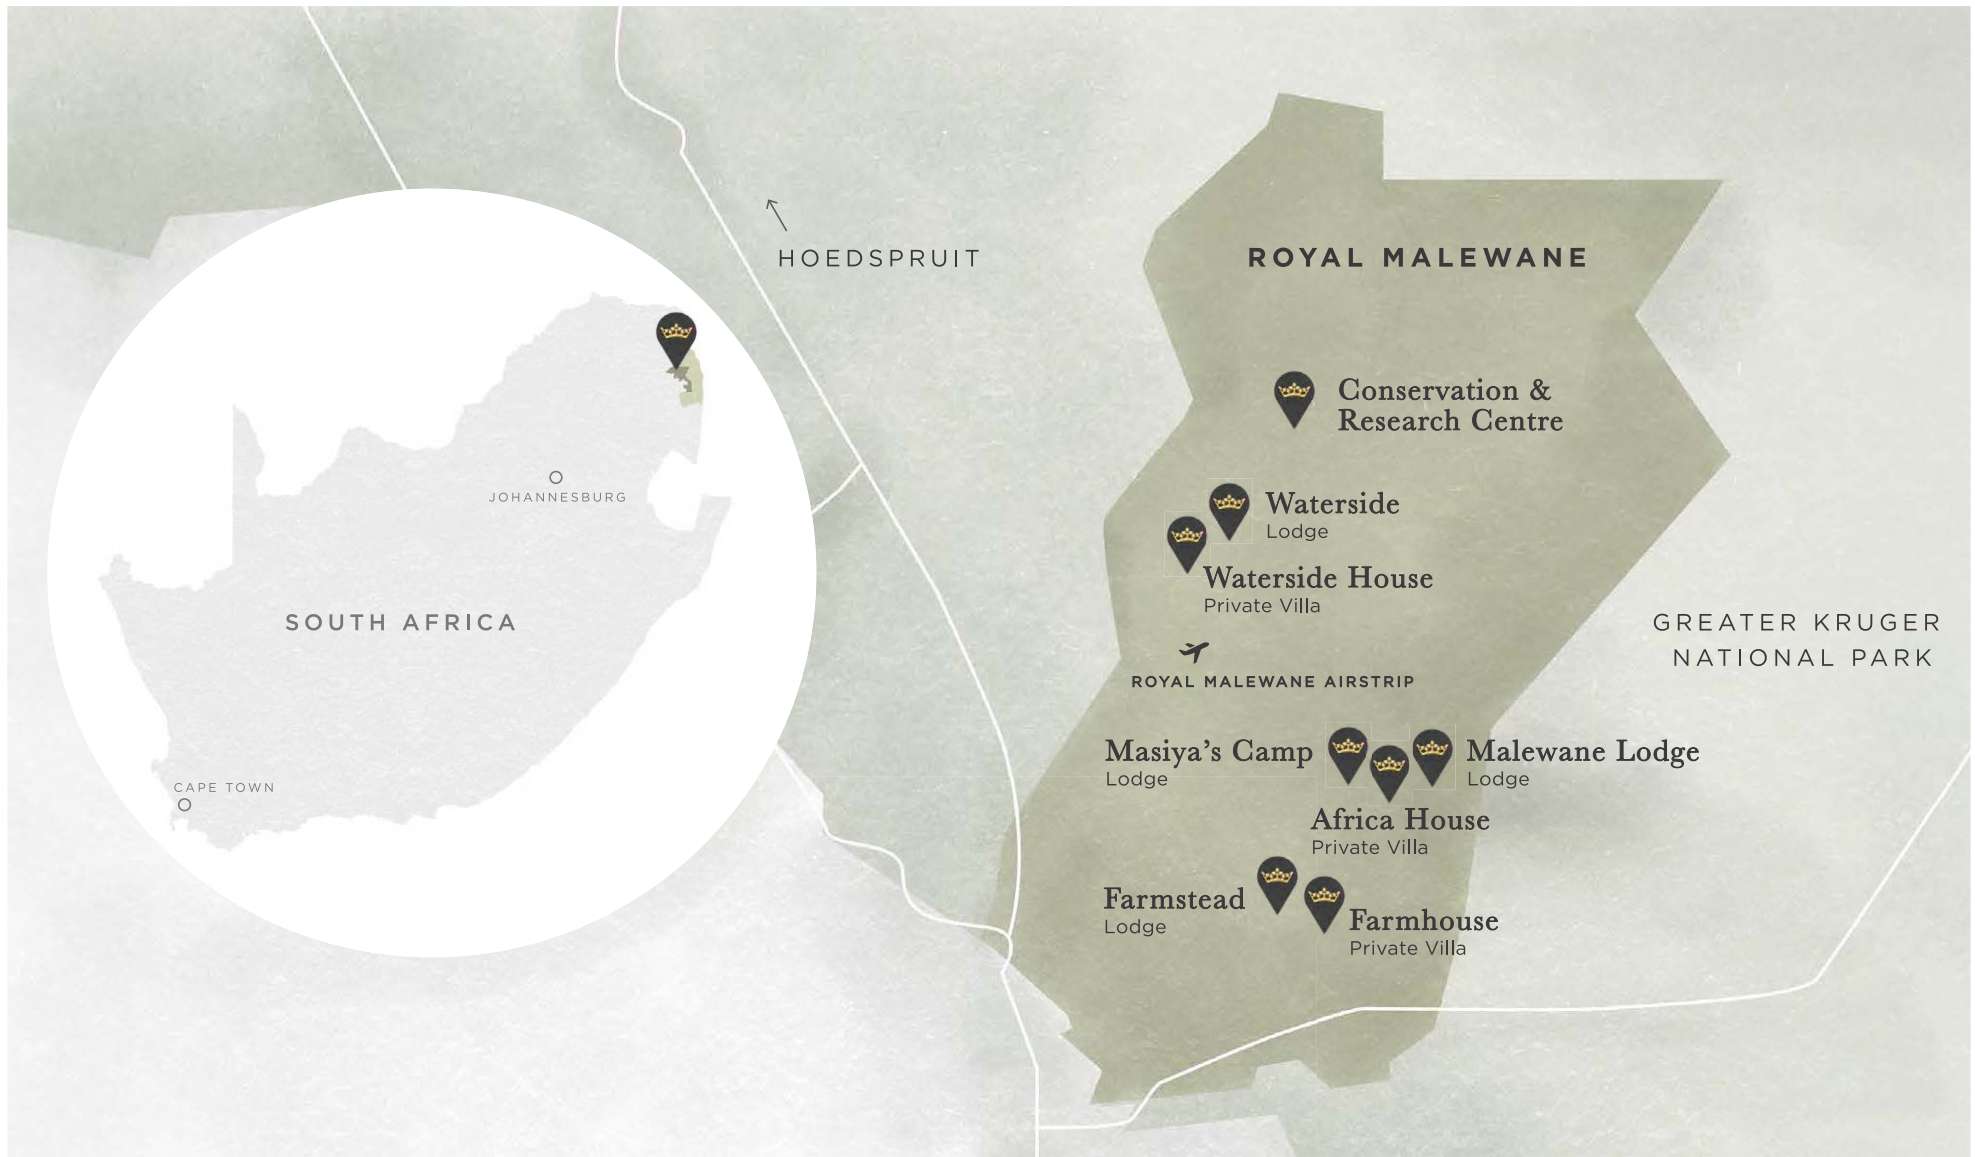 HOEDSPRUIT
ROYAL MALEWANE
Conservation &
Research Centre
JOHANNESBURG
Waterside
Lodge
Waterside House
Private Villa
SOUTH AFRICA
GREATER KRUGER
NATIONAL PARK
ROYAL MALEWANE AIRSTRIP
Masiya’s Camp
Lodge
Malewane Lodge
Lodge
CAPE TOWN
Africa House
Private Villa
Farmstead
Lodge
Farmhouse
Private Villa